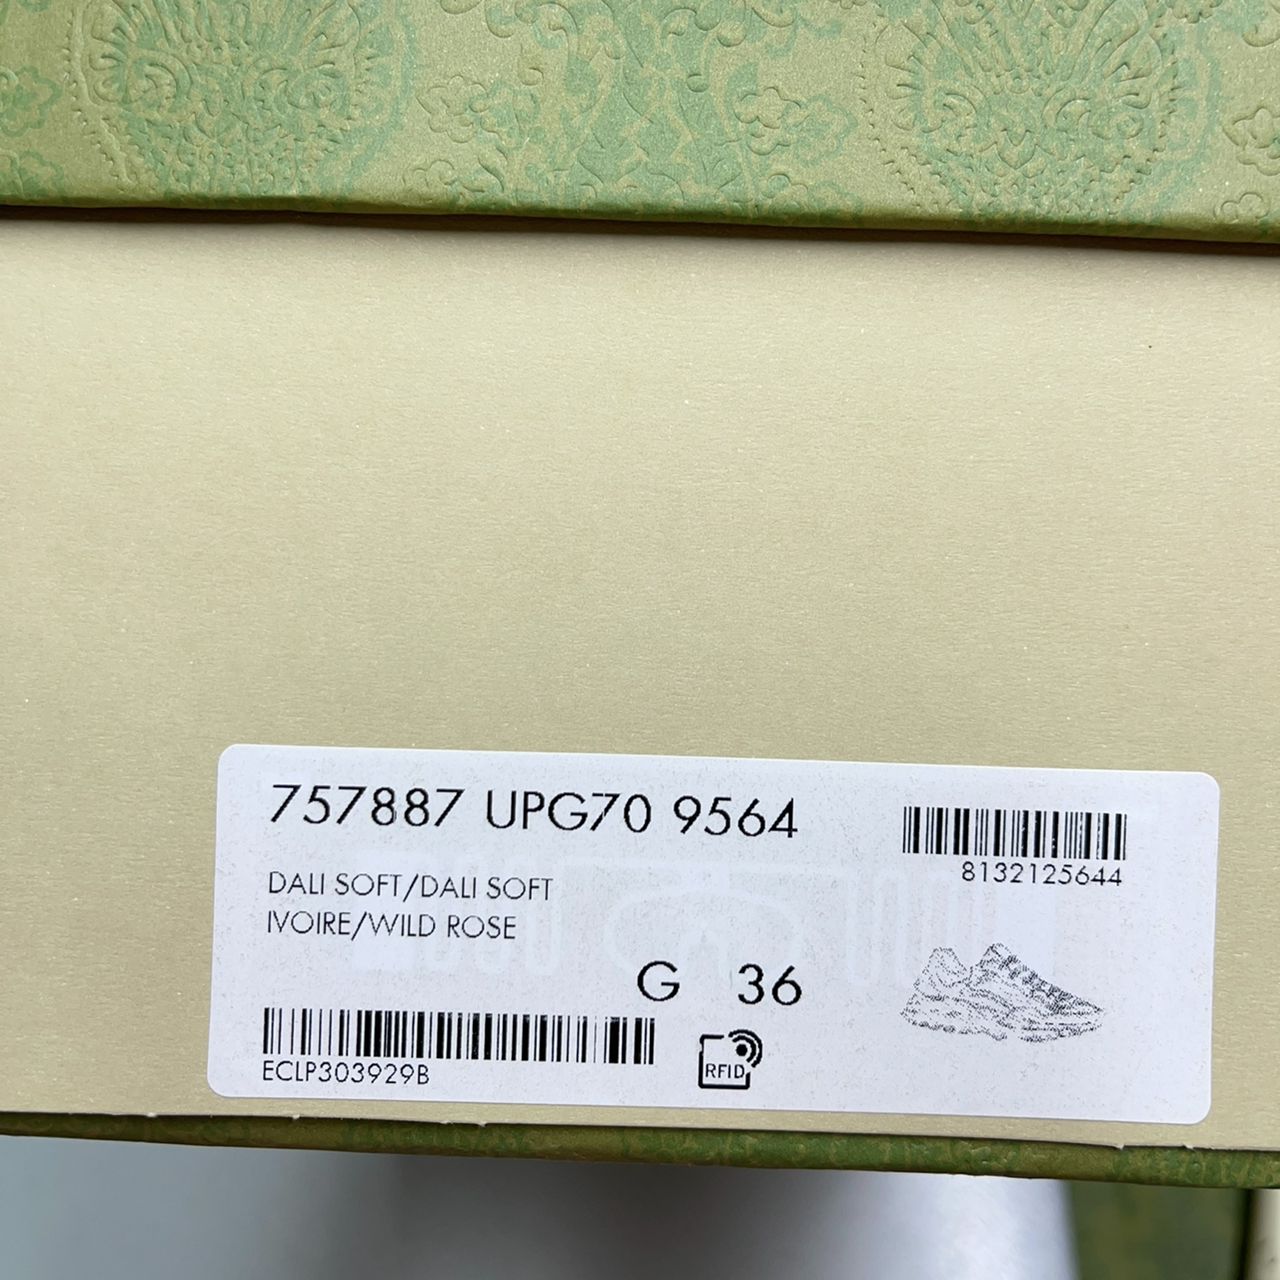 757887 UPG70 9564
8132125644
DALI SOFT/DALI SOFT
IVOIRE/WILD ROSE
G 36
ECLP303929B
RFID